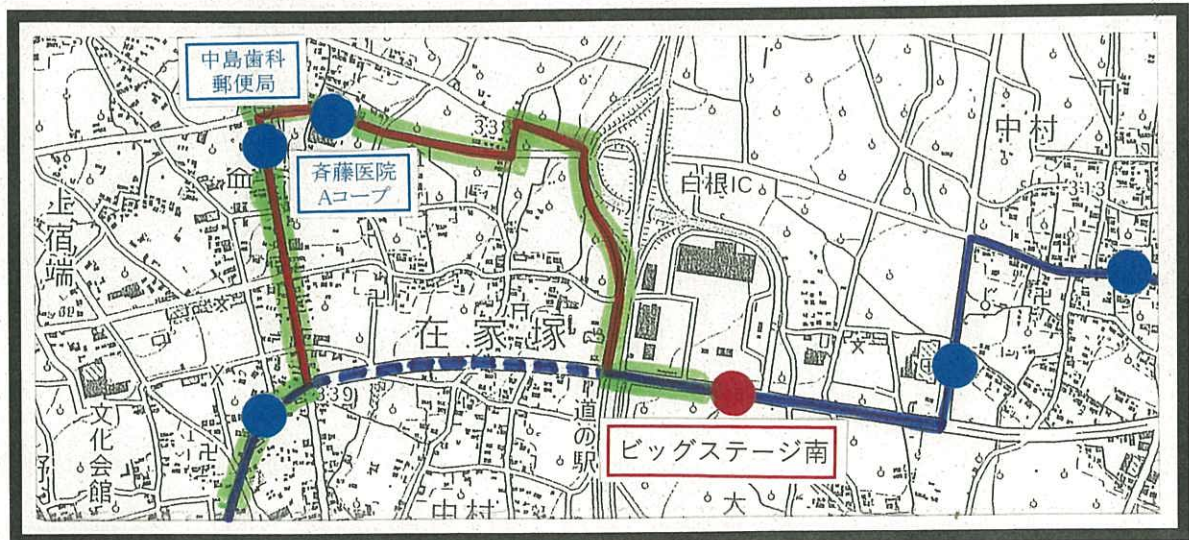 中島歯科
郵便局
斉藤医院
Aコープ
338
中村
313
白根IC
上宿端
在家塚
339
文化会館
道の駅
ビッグステージ南
中村
大